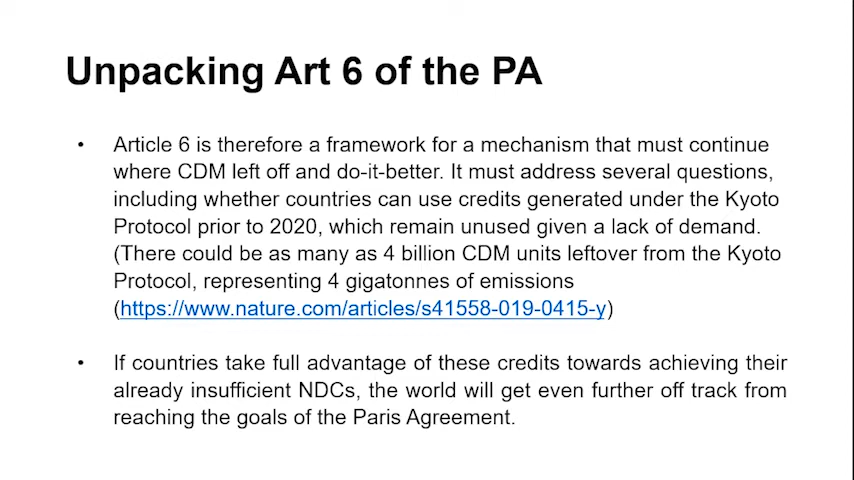 Unpacking Art 6 of the PA
• Article 6 is therefore a framework for a mechanism that must continue
where CDM left off and do-it-better. It must address several questions,
including whether countries can use credits generated under the Kyoto
Protocol prior to 2020, which remain unused given a lack of demand.
(There could be as many as 4 billion CDM units leftover from the Kyoto
Protocol, representing 4 gigatonnes of emissions
(https://www.nature.com/articles/s41558-019-0415-y)
• If countries take full advantage of these credits towards achieving their
already insufficient NDCs, the world will get even further off track from
reaching the goals of the Paris Agreement.